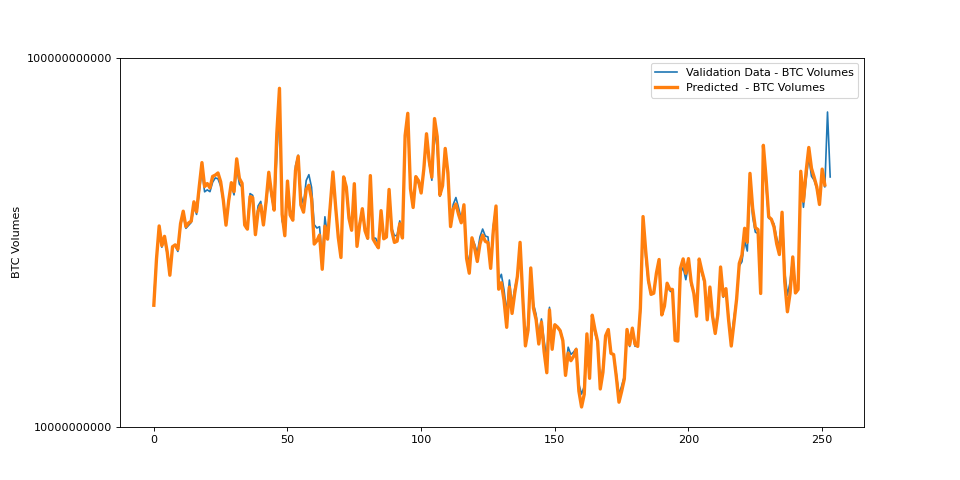 100000000000
Validation Data - BTC Volumes
Predicted  - BTC Volumes
BTC Volumes
10000000000
0 50 100 150 200 250